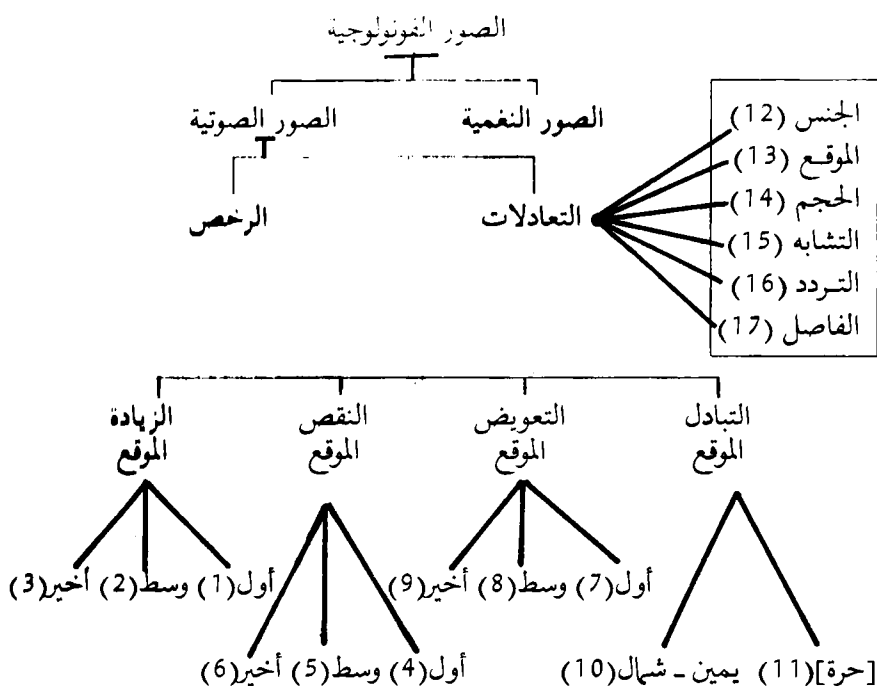 الصور الفونولوجية
الصور النغمية
الصور الصوتية
التعادلات
الرخص
الجنس (12)
الموقـع (13)
الحجم (14)
التشابه (15)
التـردد (16)
الفاصل (17)
التبادل
الموقع
التعويض
الموقع
النقص
الموقع
الزيادة
الموقع
أول(1) وسط(2) أخير(3)
أول(7) وسط(8) أخير(9)
أول(4) وسط(5) أخير(6)
[حرة](11) يمين ـ شمال(10)